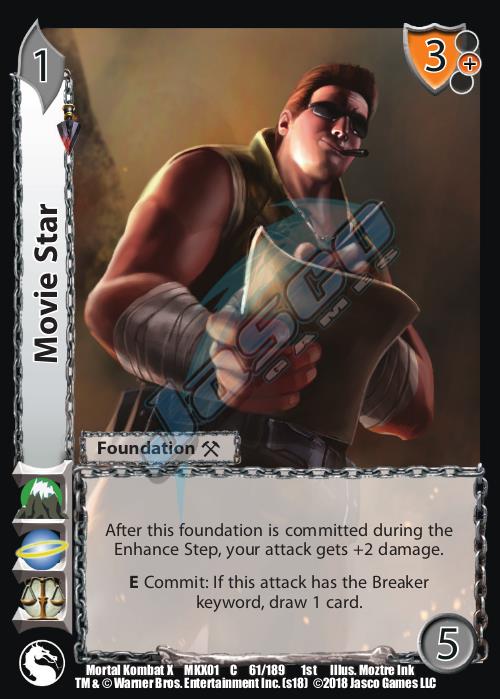 1
3
+
Movie Star
JASCO
GAMES
Foundation
After this foundation is committed during the
Enhance Step, your attack gets +2 damage.
E Commit: If this attack has the Breaker
keyword, draw 1 card.
5
Mortal Kombat X MKX01 C 61/189 1st Illus. Moztre Ink
TM & © Warner Bros. Entertainment Inc. (s18) ©2018 Jasco Games LLC